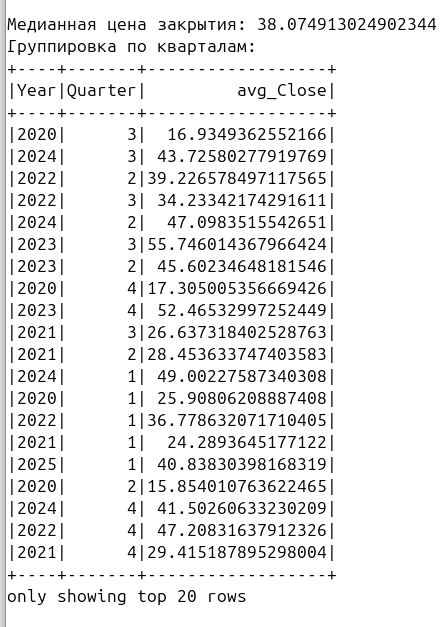 Медианная цена закрытия: 38.074913024902344
Группировка по кварталам:
+----+-------+------------------+
|Year|Quarter|         avg_Close|
+----+-------+------------------+
|2020|      3|  16.9349362552166|
|2024|      3| 43.72580277919769|
|2022|      2|39.226578497117565|
|2022|      3| 34.23342174291611|
|2024|      2|  47.0983515542651|
|2023|      3|55.746014367966424|
|2023|      2| 45.60234648181546|
|2020|      4|17.305005356669426|
|2023|      4| 52.46532997252449|
|2021|      3|26.637318402528763|
|2021|      2|28.453633747403583|
|2024|      1| 49.00227587340308|
|2020|      1| 25.90806208887408|
|2022|      1|36.778632071710405|
|2021|      1|  24.2893645177122|
|2025|      1| 40.83830398168319|
|2020|      2|15.854010763622465|
|2024|      4| 41.50260633230209|
|2022|      4| 47.20831637912326|
|2021|      4|29.415187895298004|
+----+-------+------------------+
only showing top 20 rows